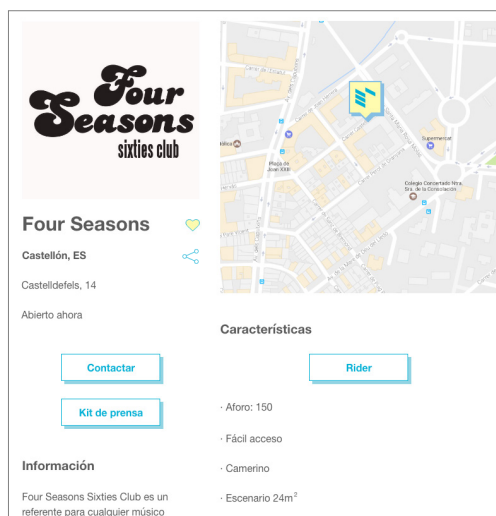 Four
Seasons
sixties club
Supermercat
Plaça de
Joan XXIII
Colegio Concertado Ntra.
Sra. de la Consolación
Four Seasons
Castellón, ES
Castelldefels, 14
Abierto ahora
Contactar
Kit de prensa
Información
Four Seasons Sixties Club es un
referente para cualquier músico
Características
Rider
· Aforo: 150
· Fácil acceso
· Camerino
· Escenario 24m²